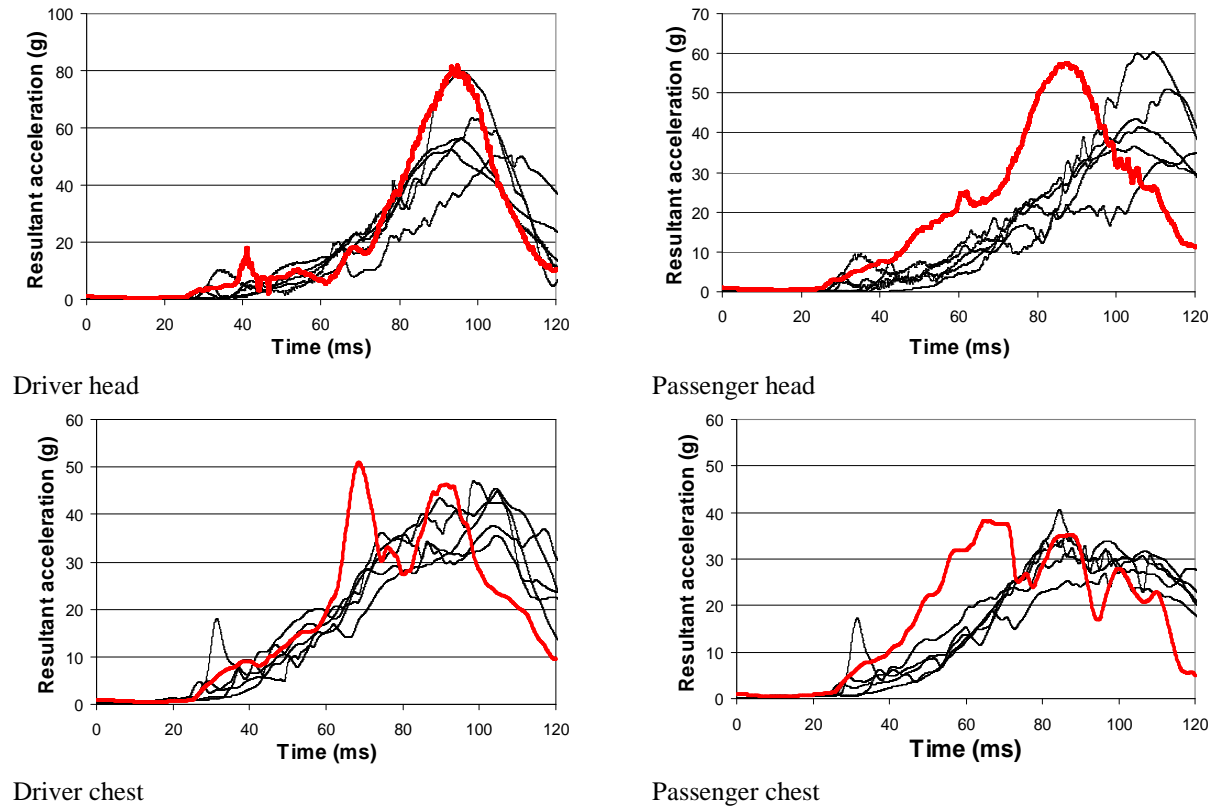 100
80
60
40
20
0
Resultant acceleration (g)
0 20 40 60 80 100 120
Time (ms)
Driver head
70
60
50
40
30
20
10
0
Resultant acceleration (g)
0 20 40 60 80 100 120
Time (ms)
Passenger head
60
50
40
30
20
10
0
Resultant acceleration (g)
0 20 40 60 80 100 120
Time (ms)
Driver chest
60
50
40
30
20
10
0
Resultant acceleration (g)
0 20 40 60 80 100 120
Time (ms)
Passenger chest